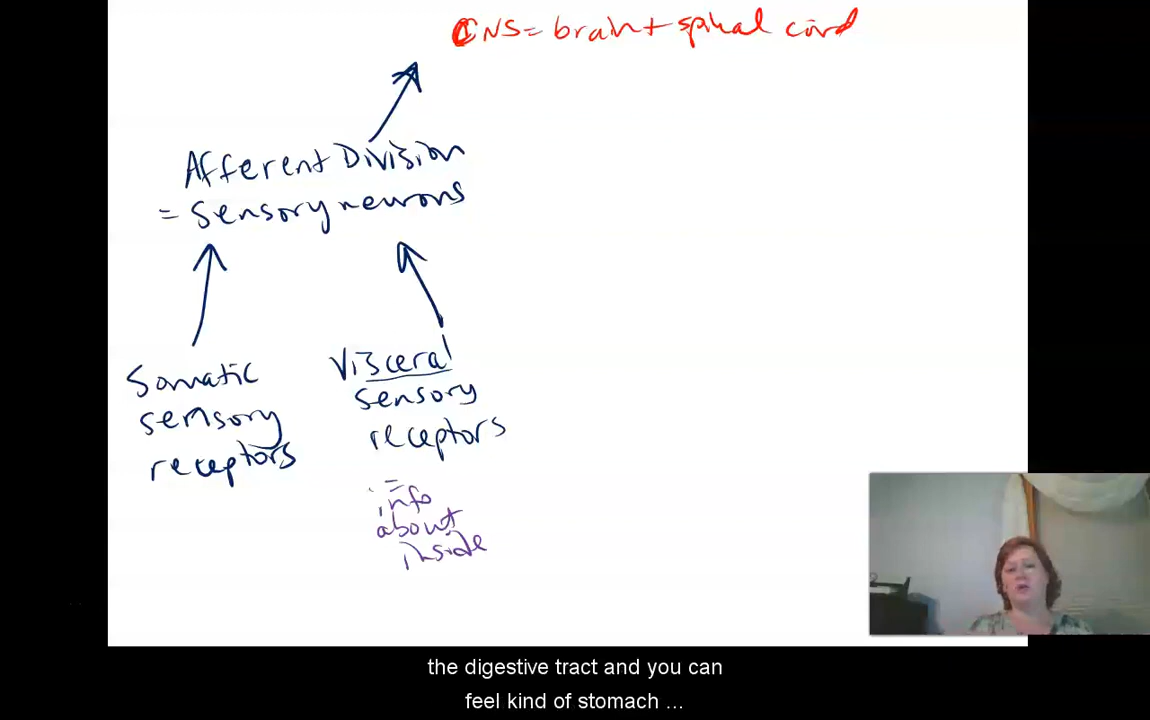 CNS = brain + spinal cord
Afferent Division
= Sensory neurons
Somatic
sensory
receptors
Visceral
sensory
receptors
= info
about
inside
the digestive tract and you can
feel kind of stomach ...